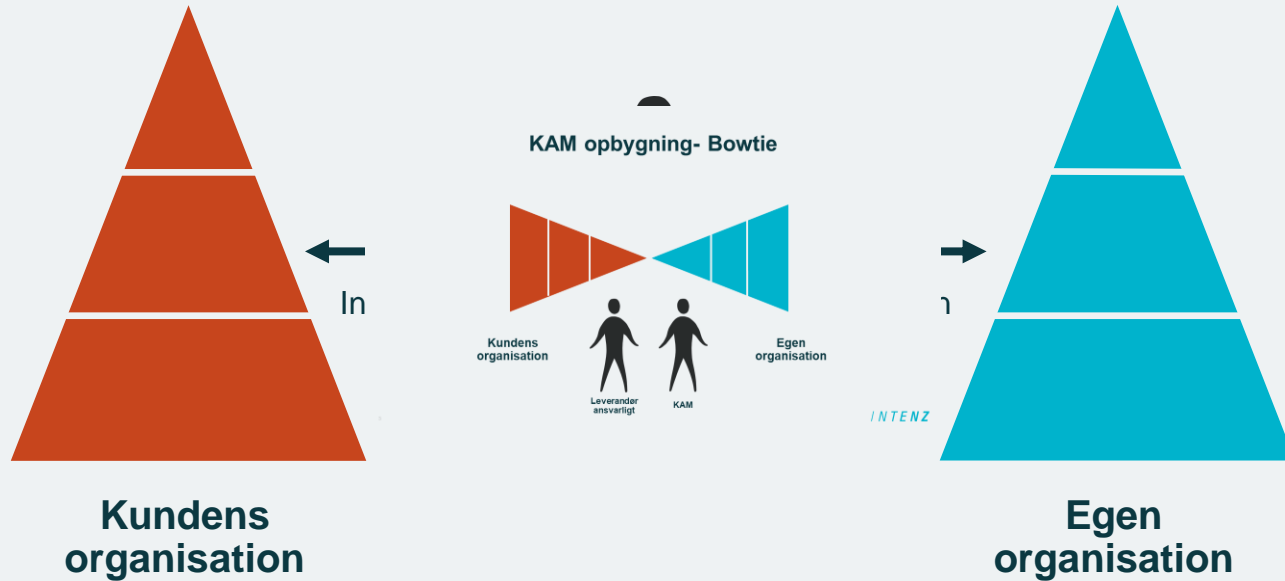 KAM opbygning- Bowtie
In
Kundens
organisation
Egen
organisation
Leverandør
ansvarligt
KAM
INTENZ
Kundens
organisation
Egen
organisation